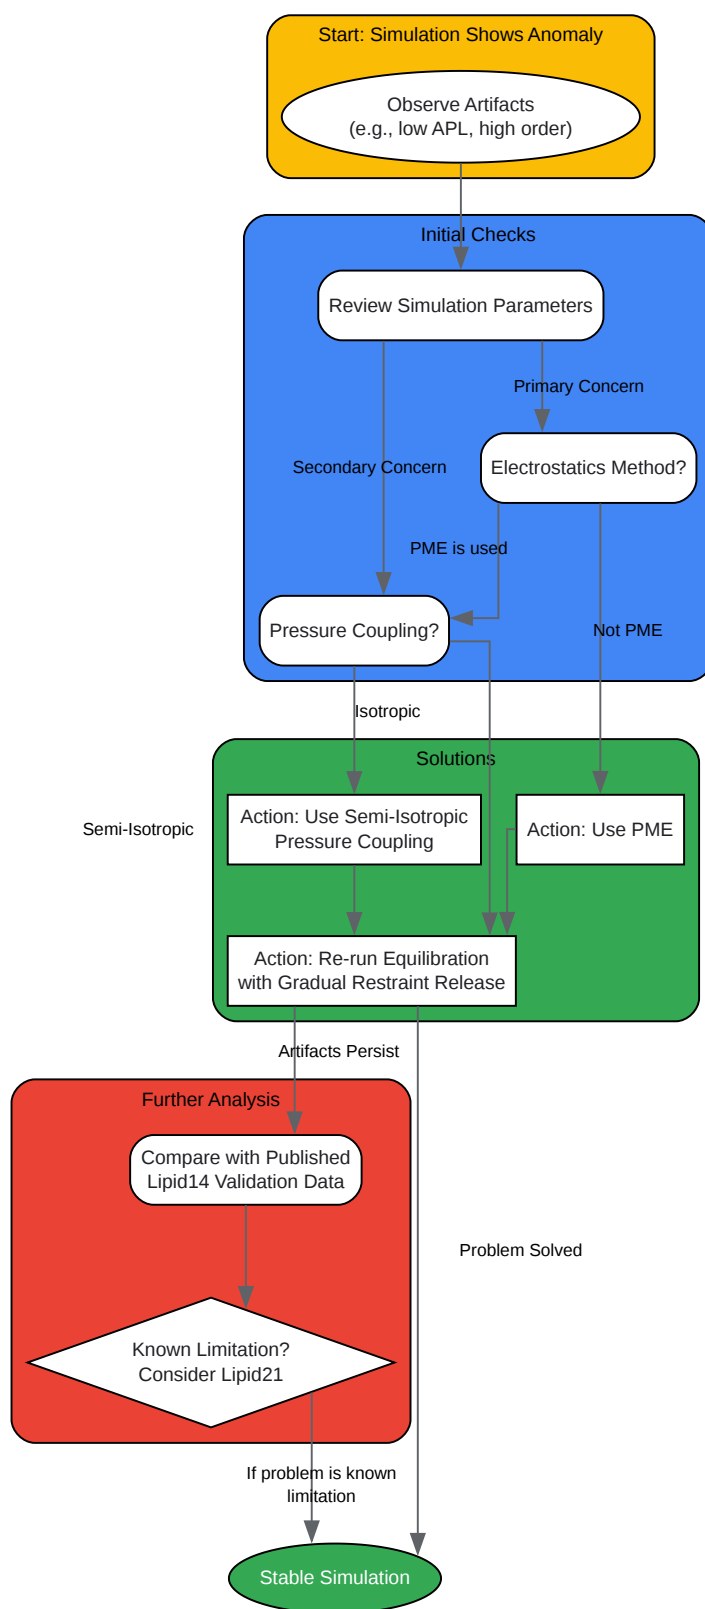 Start: Simulation Shows Anomaly
Observe Artifacts
(e.g., low APL, high order)
Initial Checks
Review Simulation Parameters
Primary Concern
Secondary Concern
Electrostatics Method?
PME is used
Pressure Coupling?
Not PME
Isotropic
Solutions
Semi-Isotropic
Action: Use Semi-Isotropic
Pressure Coupling
Action: Use PME
Action: Re-run Equilibration
with Gradual Restraint Release
Artifacts Persist
Further Analysis
Compare with Published
Lipid14 Validation Data
Problem Solved
Known Limitation?
Consider Lipid21
If problem is known
limitation
Stable Simulation